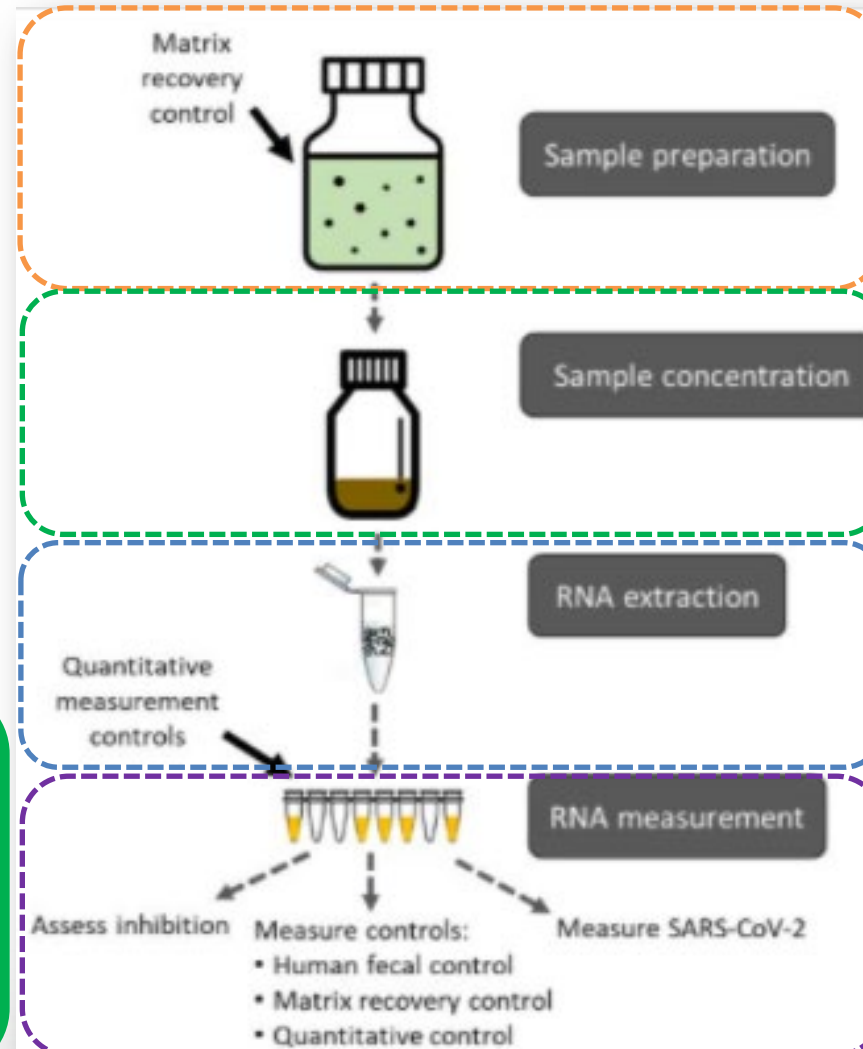 Matrix
recovery
control
Sample preparation
Sample concentration
RNA extraction
Quantitative
measurement
controls
RNA measurement
Assess inhibition
Measure controls:
• Human fecal control
• Matrix recovery control
• Quantitative control
Measure SARS-CoV-2